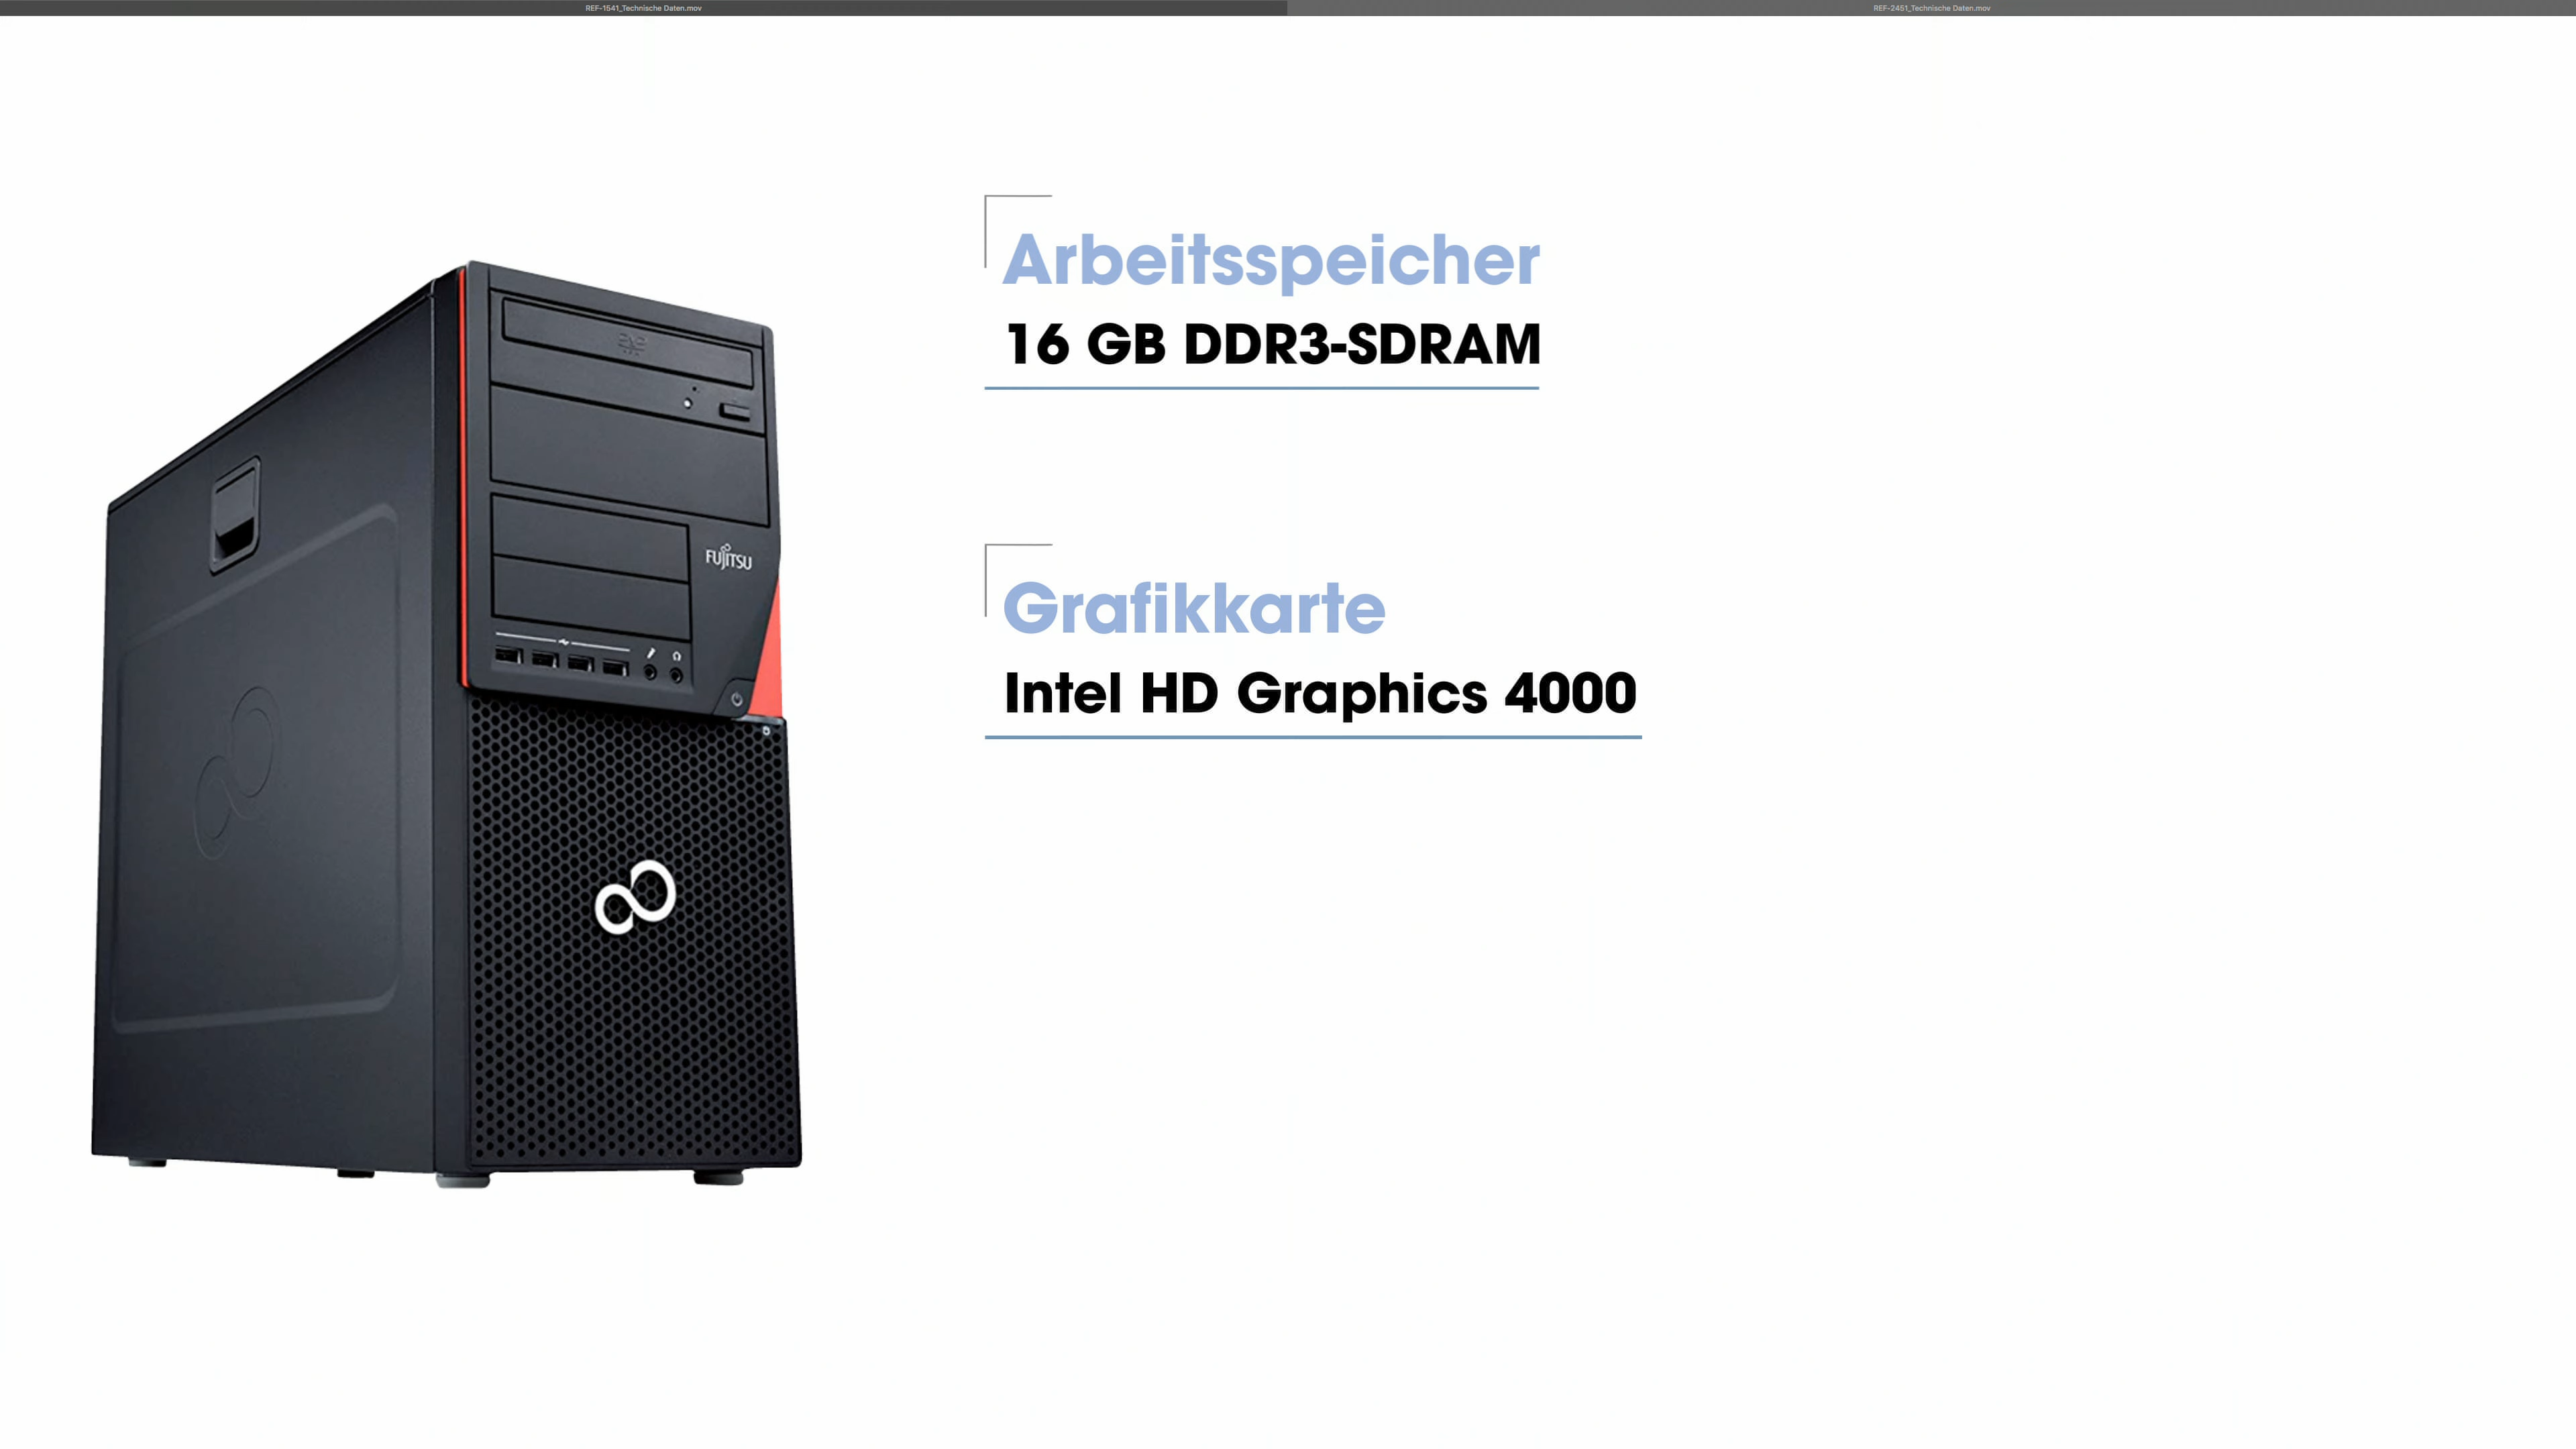 REF-1541_Technische Daten.mov
REF-2451_Technische Daten.mov
Arbeitsspeicher
16 GB DDR3-SDRAM
FUJITSU
Grafikkarte
Intel HD Graphics 4000